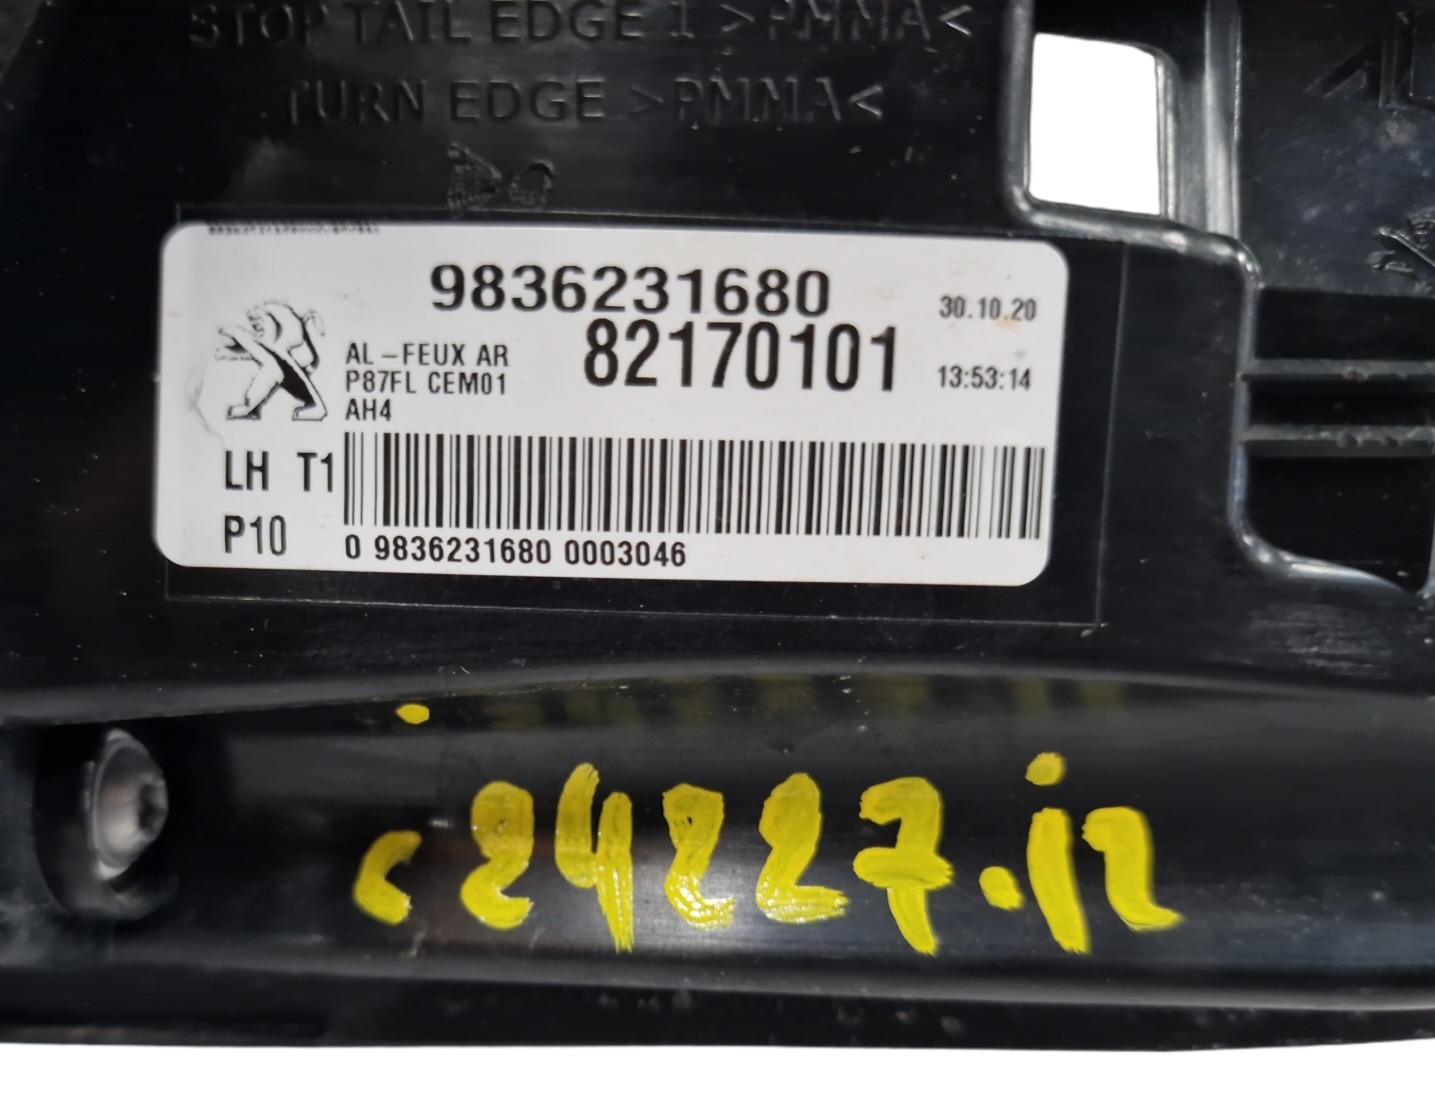 STOP TAIL EDGE 1 >PMMA<
TURN EDGE >PMMA<
9836231680
30.10.20
AL-FEUX AR
82170101
P87FL CEM01
13:53:14
AH4
LH T1
P10
0 9836231680 0003046
c24227.i2